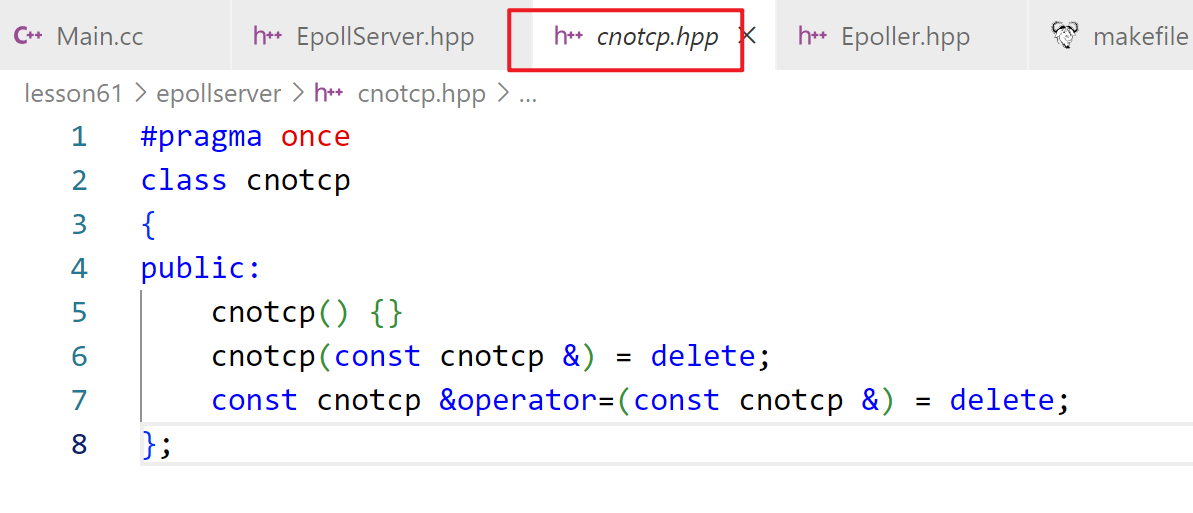 C++ Main.cc h++ EpollServer.hpp h++ cnotcp.hpp × h++ Epoller.hpp makefile
lesson61 > epollserver > h++ cnotcp.hpp > ...
1 #pragma once
2 class cnotcp
3 {
4 public:
5     cnotcp() {}
6     cnotcp(const cnotcp &) = delete;
7     const cnotcp &operator=(const cnotcp &) = delete;
8 };